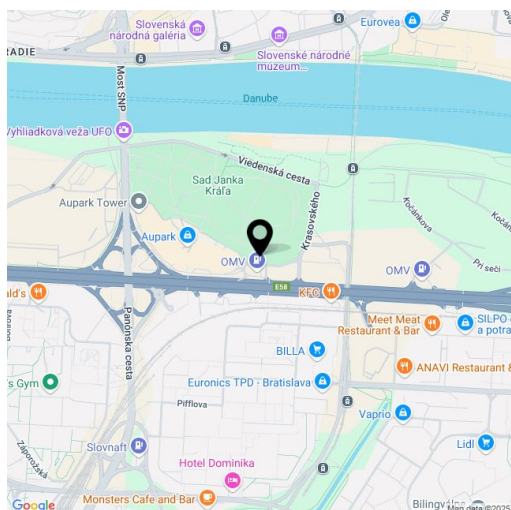 Slovenská
národná galéria
Eurovea
RADIE
Slovenské národné
múzeum...
Most SNP
Danube
Vyhliadková veža UFO
Viedenská cesta
Sad Janka
Kráľa
Aupark Tower
Kočánkova
Krasovského
Aupark
OMV
OMV
Pri seči
E58
ald's
KFC
Meet Meat
Restaurant & Bar
SILPO
a potra
Panónska cesta
BILLA
ANAVI Restaurant &
's Gym
Euronics TPD - Bratislava
Pifflova
Vaprio
Slovnaft
Lidl
Záporožská
Hotel Dominika
Monsters Cafe and Bar
Bilingválne
Google
Map data ©2025